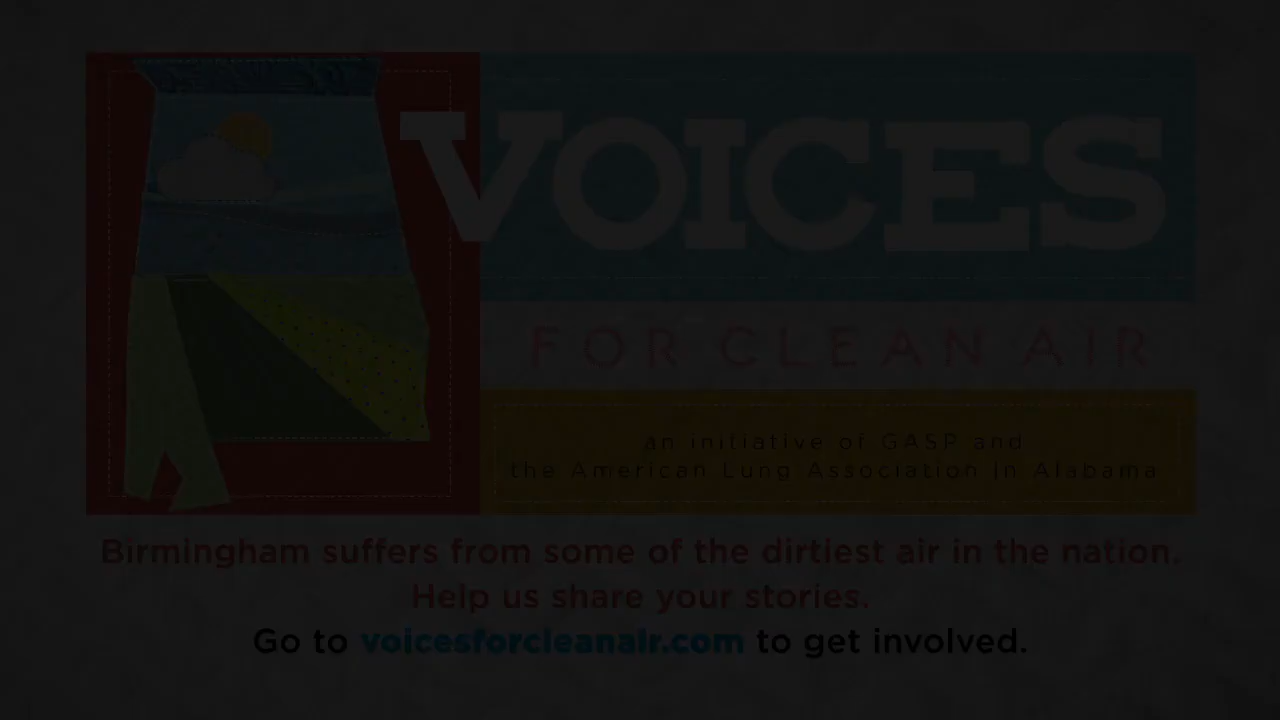 VOICES
FOR CLEAN AIR
an initiative of GASP and
the American Lung Association in Alabama
Birmingham suffers from some of the dirtiest air in the nation.
Help us share your stories.
Go to voicesforcleanair.com to get involved.